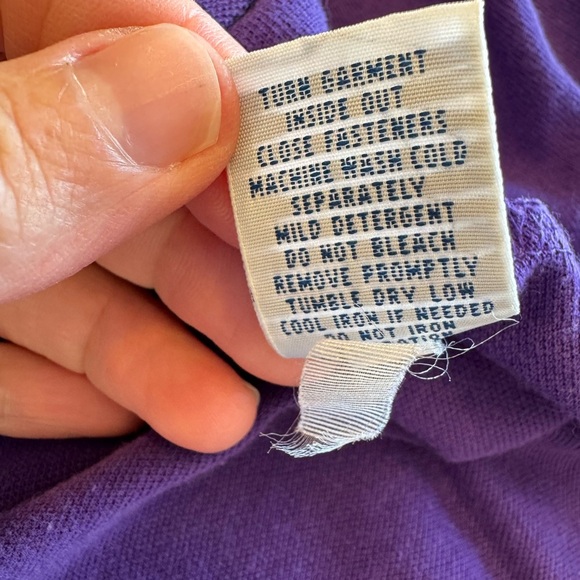 TURN GARMENT
INSIDE OUT
CLOSE FASTENERS
MACHINE WASH COLD
SEPARATELY
MILD DETERGENT
DO NOT BLEACH
REMOVE PROMPTLY
TUMBLE DRY LOW
COOL IRON IF NEEDED
DO NOT IRON